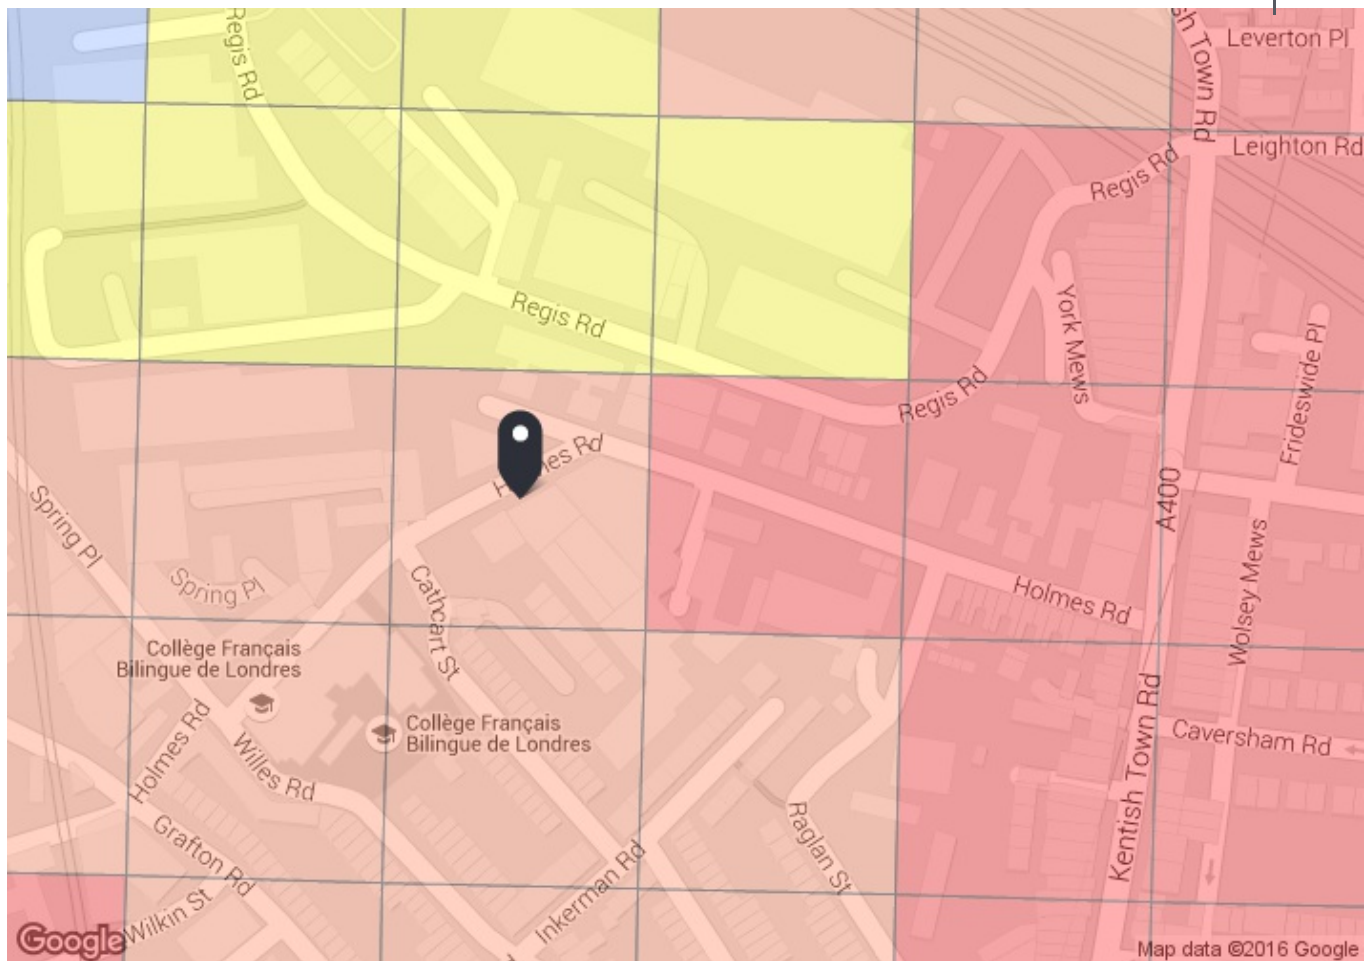 Regis Rd
sh Town Rd
Leverton Pl
Leighton Rd
Regis Rd
Regis Rd
York Mews
Frideswide Pl
Regis Rd
Holmes Rd
A400
Spring Pl
Spring Pl
Cathcart St
Holmes Rd
Wolsey Mews
Collège Français
Bilingue de Londres
Collège Français
Bilingue de Londres
Holmes Rd
Willes Rd
Kentish Town Rd
Caversham Rd
Grafton Rd
Raglan St
Inkerman Rd
Wilkin St
Google
Map data ©2016 Google